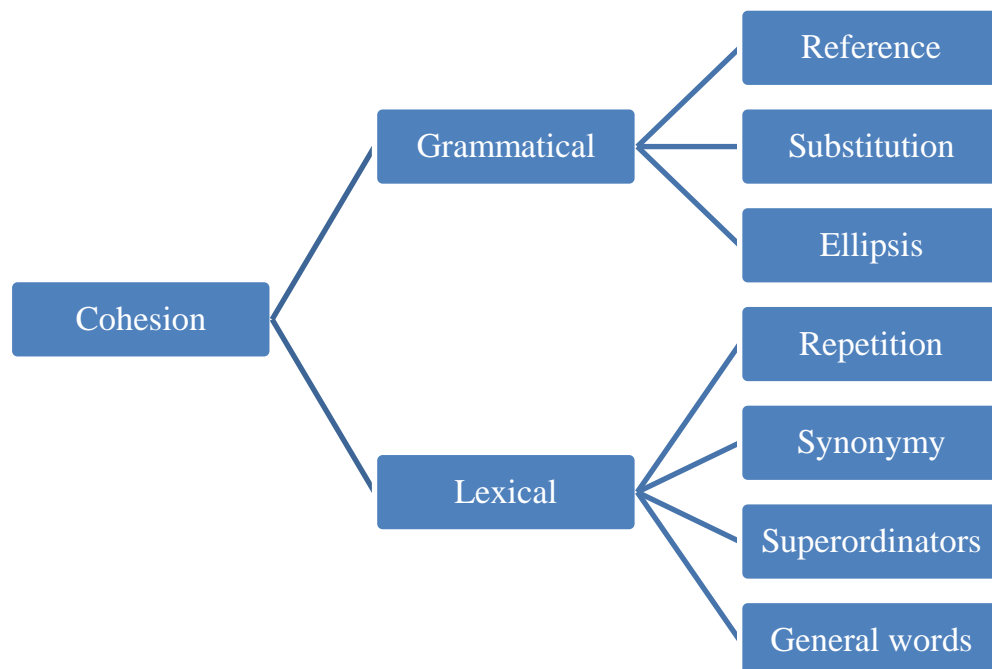 Cohesion
Grammatical
Reference
Substitution
Ellipsis
Lexical
Repetition
Synonymy
Superordinators
General words